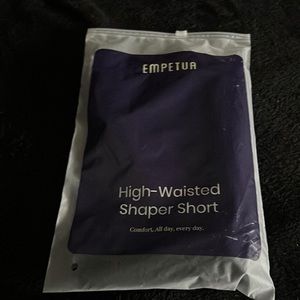 EMPETUA
High-Waisted
Shaper Short
Comfort, All day, every day.